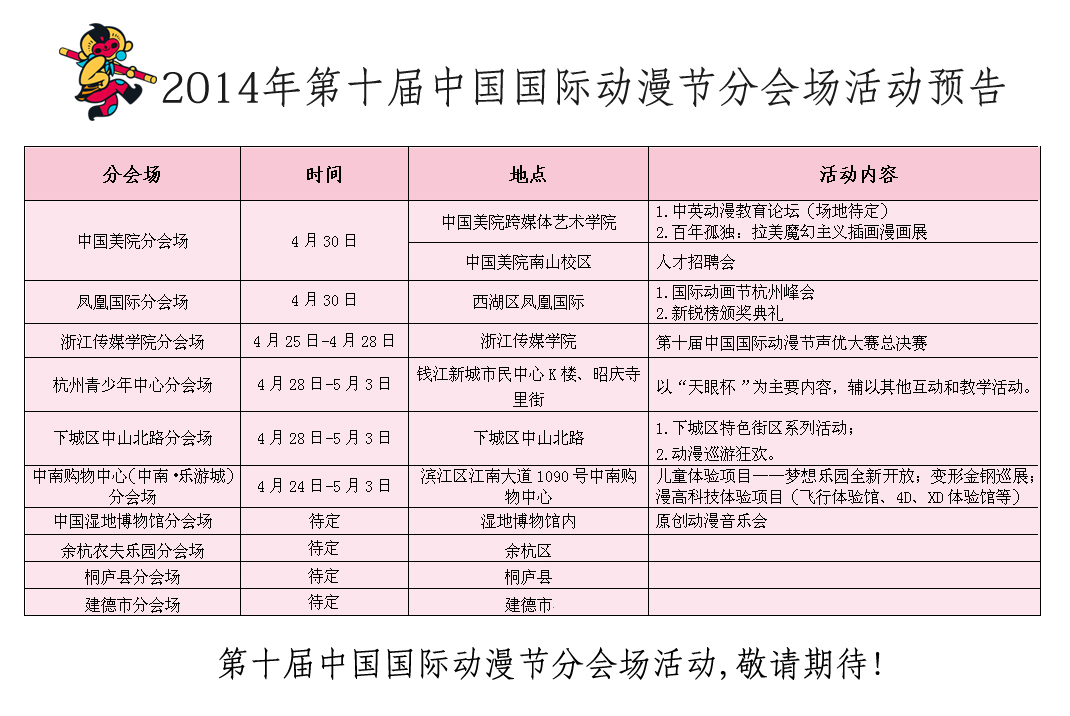 2014年第十届中国国际动漫节分会场活动预告
分会场 时间 地点 活动内容
中国美院分会场 4月30日 中国美院跨媒体艺术学院 1.中英动漫教育论坛（场地待定）
2.百年孤独：拉美魔幻主义插画漫画展
中国美院南山校区 人才招聘会
凤凰国际分会场 4月30日 西湖区凤凰国际 1.国际动画节杭州峰会
2.新锐榜颁奖典礼
浙江传媒学院分会场 4月25日-4月28日 浙江传媒学院 第十届中国国际动漫节声优大赛总决赛
杭州青少年中心分会场 4月28日-5月3日 钱江新城市民中心K楼、昭庆寺 以“天眼杯”为主要内容，辅以其他互动和教学活动。
里街
下城区中山北路分会场 4月28日-5月3日 下城区中山北路 1.下城区特色街区系列活动；
2.动漫巡游狂欢。
中南购物中心（中南·乐游城） 4月24日-5月3日 滨江区江南大道1090号中南购 儿童体验项目——梦想乐园全新开放；变形金钢巡展；
分会场 物中心 漫高科技体验项目（飞行体验馆、4D、XD体验馆等）
中国湿地博物馆分会场 待定 湿地博物馆内 原创动漫音乐会
余杭农夫乐园分会场 待定 余杭区
桐庐县分会场 待定 桐庐县
建德市分会场 待定 建德市
第十届中国国际动漫节分会场活动,敬请期待!